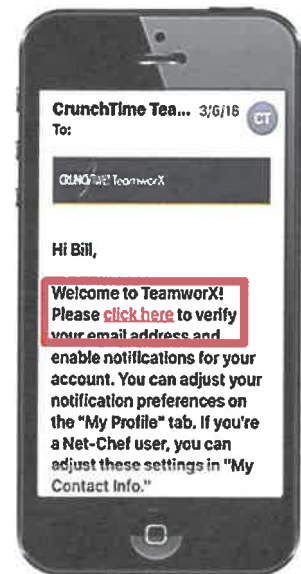 CrunchTime Tea... 3/6/16 CT
To:
CRUNCHTIME! TeamworX
Hi Bill,
Welcome to TeamworX!
Please click here to verify
your email address and
enable notifications for your
account. You can adjust your
notification preferences on
the "My Profile" tab. If you're
a Net-Chef user, you can
adjust these settings in "My
Contact Info."